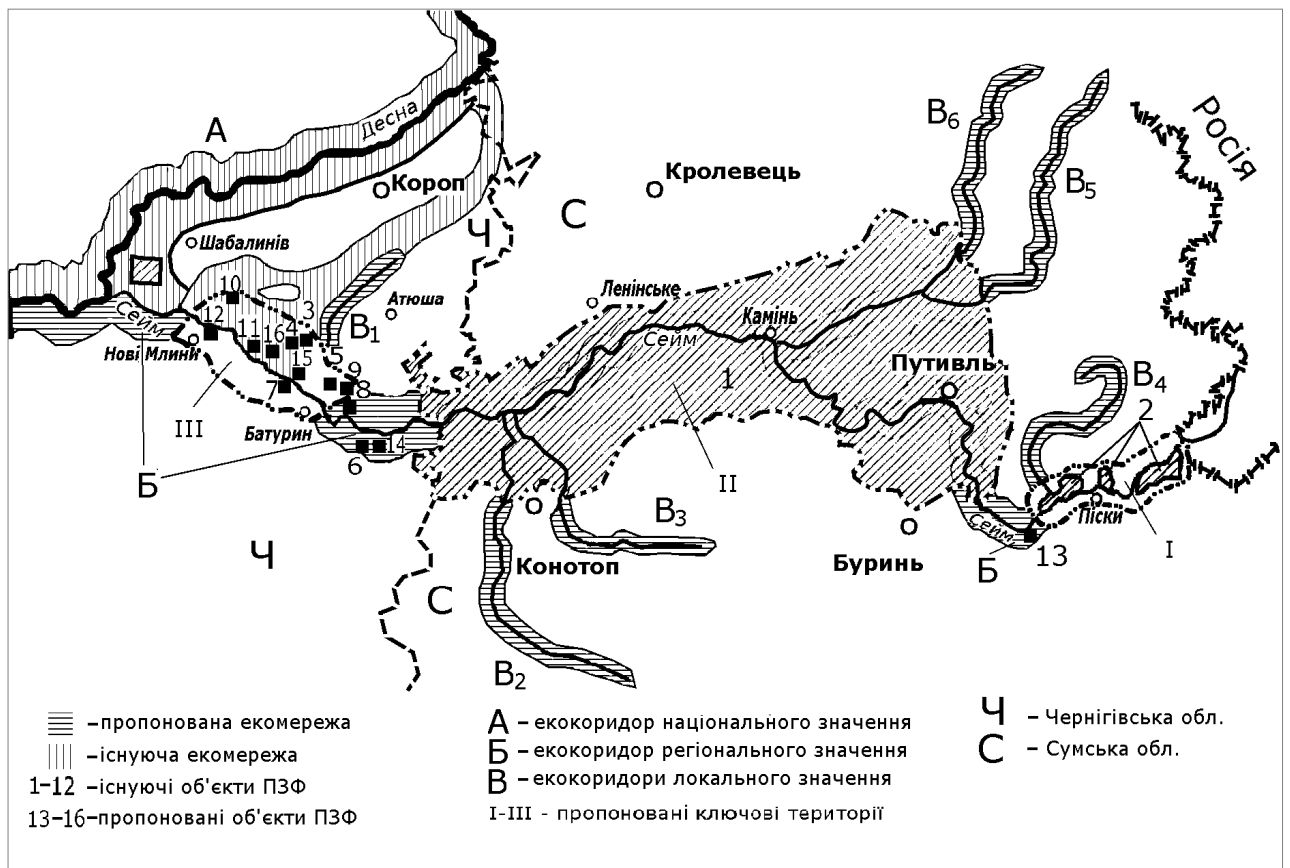 А
Десна
В6
Росія
Кролевець
В5
Короп
Ч
С
Шабалинів
Атюша
Ленінське
10
3
Сейм
12
11
16
4
В1
Камінь
Сейм
Нові Млини
15
5
Путивль
1
В4
7
9
8
2
III
Батурин
14
6
II
Б
Піски
В3
Сейм
I
Ч
Конотоп
Буринь
Б
13
С
В2
–пропонована екомережа
–існуюча екомережа
1–12 –існуючі об'єкти ПЗФ
13–16–пропоновані об'єкти ПЗФ
А – екокоридор національного значення
Б – екокоридор регіонального значення
В – екокоридори локального значення
I-III - пропоновані ключові території
Ч – Чернігівська обл.
С – Сумська обл.